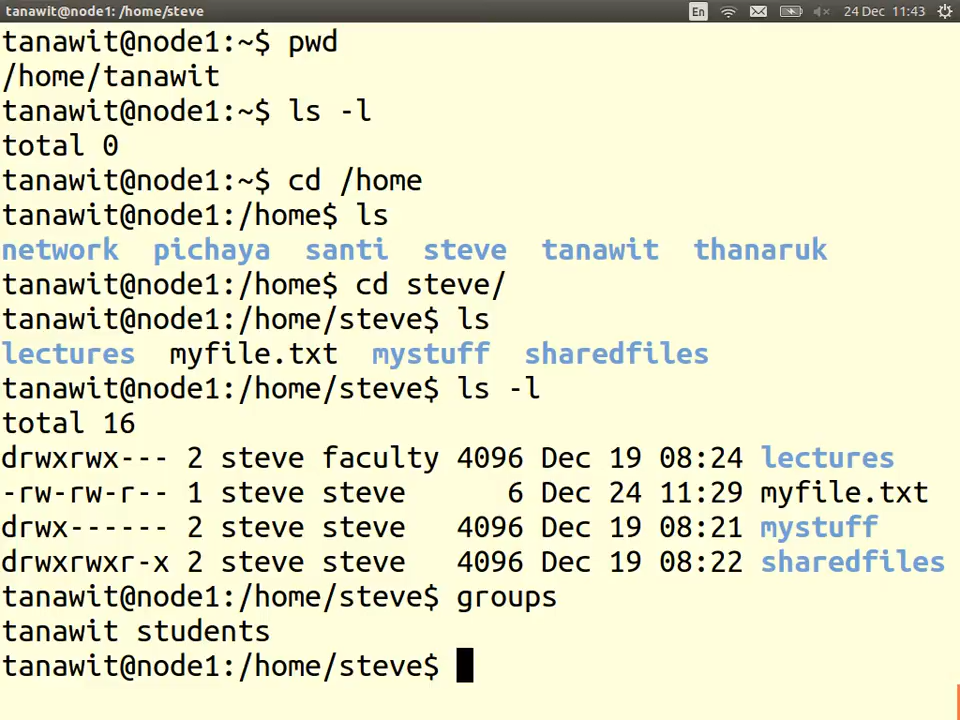 tanawit@node1: /home/steve En 24 Dec 11:43
tanawit@node1:~$ pwd
/home/tanawit
tanawit@node1:~$ ls -l
total 0
tanawit@node1:~$ cd /home
tanawit@node1:/home$ ls
network  pichaya  santi  steve  tanawit  thanaruk
tanawit@node1:/home$ cd steve/
tanawit@node1:/home/steve$ ls
lectures  myfile.txt  mystuff  sharedfiles
tanawit@node1:/home/steve$ ls -l
total 16
drwxrwx--- 2 steve faculty 4096 Dec 19 08:24 lectures
-rw-rw-r-- 1 steve steve      6 Dec 24 11:29 myfile.txt
drwx------ 2 steve steve   4096 Dec 19 08:21 mystuff
drwxrwxr-x 2 steve steve   4096 Dec 19 08:22 sharedfiles
tanawit@node1:/home/steve$ groups
tanawit students
tanawit@node1:/home/steve$